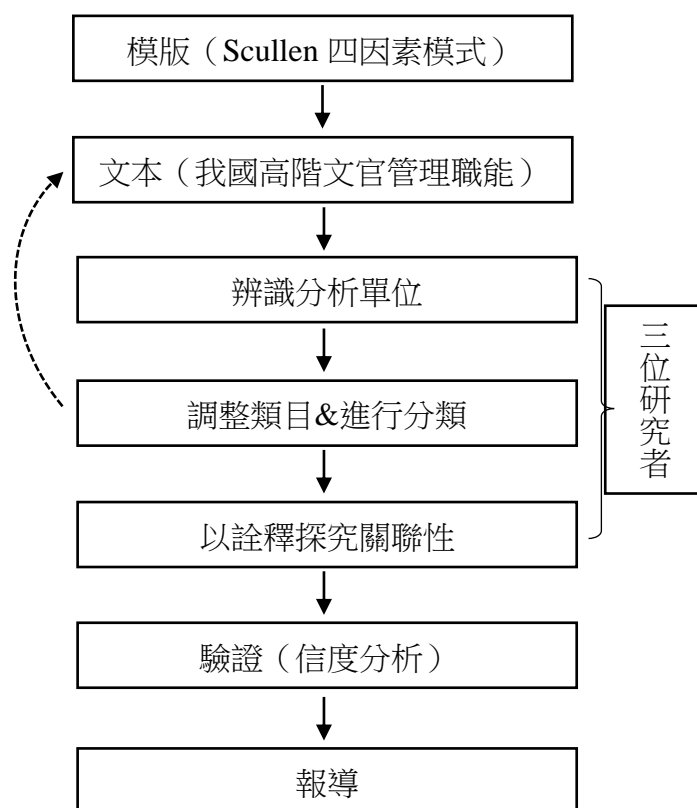 模版（Scullen 四因素模式）
文本（我國高階文官管理職能）
辨識分析單位
調整類目&進行分類
以詮釋探究關聯性
三位研究者
驗證（信度分析）
報導